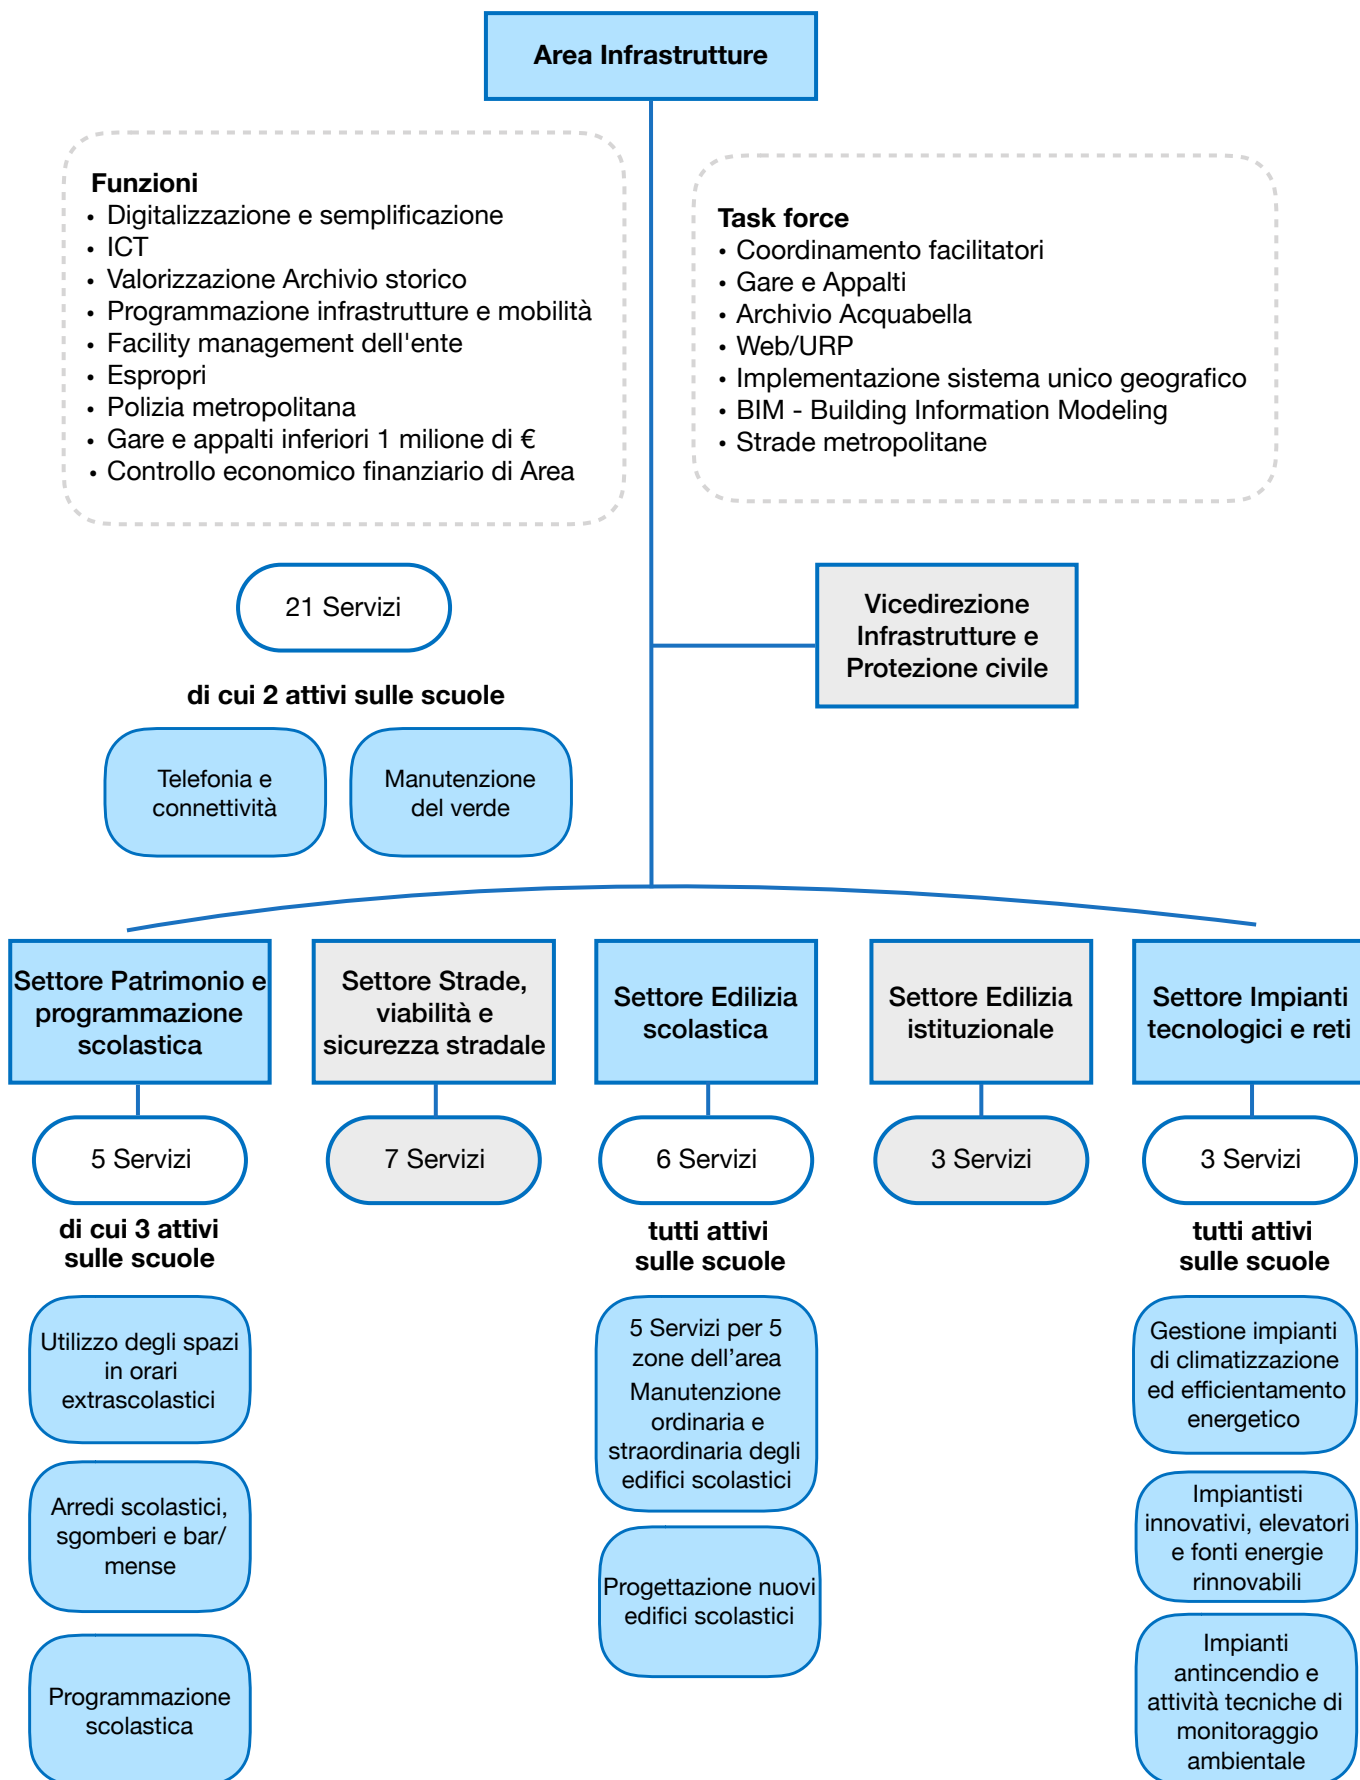 Area Infrastrutture
Funzioni
• Digitalizzazione e semplificazione
• ICT
• Valorizzazione Archivio storico
• Programmazione infrastrutture e mobilità
• Facility management dell'ente
• Espropri
• Polizia metropolitana
• Gare e appalti inferiori 1 milione di €
• Controllo economico finanziario di Area
Task force
• Coordinamento facilitatori
• Gare e Appalti
• Archivio Acquabella
• Web/URP
• Implementazione sistema unico geografico
• BIM - Building Information Modeling
• Strade metropolitane
21 Servizi
di cui 2 attivi sulle scuole
Telefonia e
connettività
Manutenzione
del verde
Vicedirezione
Infrastrutture e
Protezione civile
Settore Patrimonio e
programmazione
scolastica
5 Servizi
di cui 3 attivi
sulle scuole
Utilizzo degli spazi
in orari
extrascolastici
Arredi scolastici,
sgomberi e bar/
mense
Programmazione
scolastica
Settore Strade,
viabilità e
sicurezza stradale
7 Servizi
Settore Edilizia
scolastica
6 Servizi
tutti attivi
sulle scuole
5 Servizi per 5
zone dell’area
Manutenzione
ordinaria e
straordinaria degli
edifici scolastici
Progettazione nuovi
edifici scolastici
Settore Edilizia
istituzionale
3 Servizi
Settore Impianti
tecnologici e reti
3 Servizi
tutti attivi
sulle scuole
Gestione impianti
di climatizzazione
ed efficientamento
energetico
Impiantisti
innovativi, elevatori
e fonti energie
rinnovabili
Impianti
antincendio e
attività tecniche di
monitoraggio
ambientale